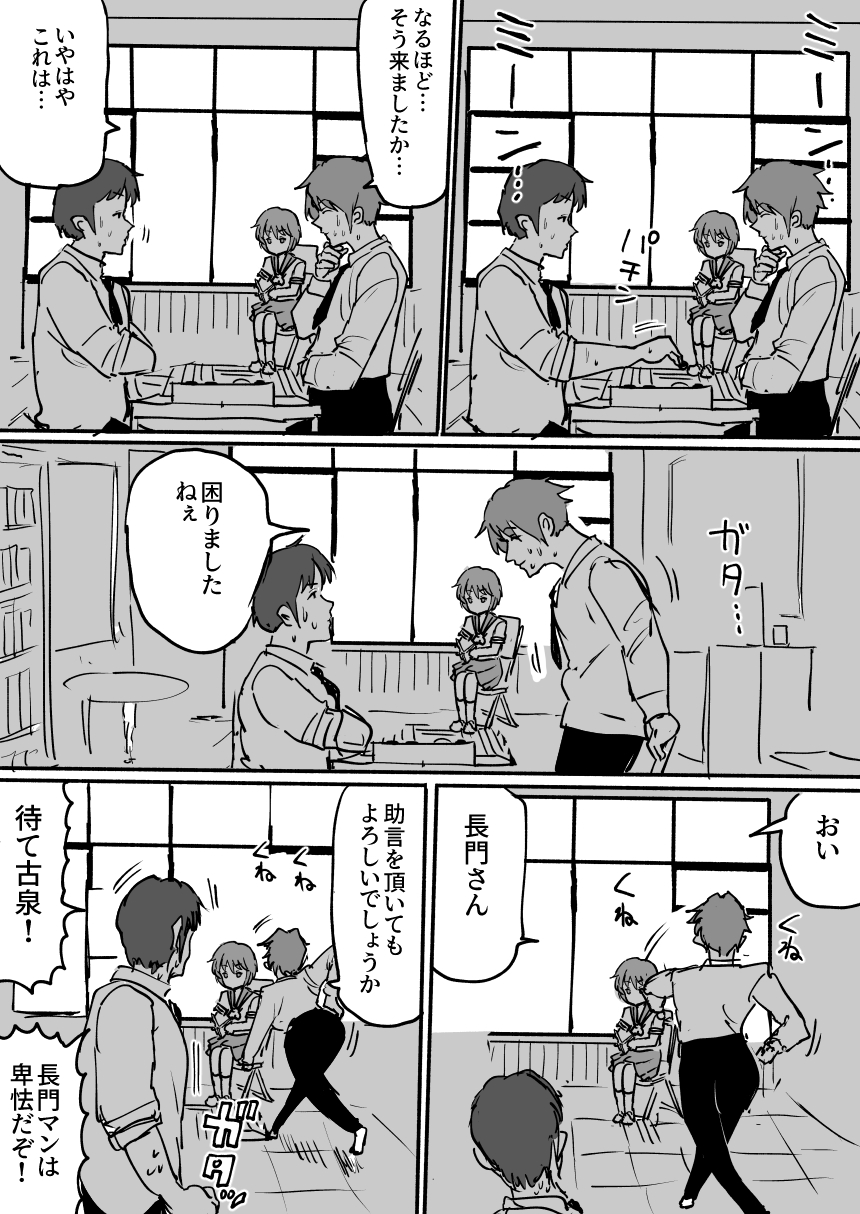 ミーン…
ミーン…
パチン
なるほど…
そう来ましたか…
いやはや
これは…
ガタ…
困りました
ねぇ
おい
くね
くね
長門さん
助言を頂いても
よろしいでしょうか
くね
くね
待て古泉！
長門マンは
卑怯だぞ！
ガタッ